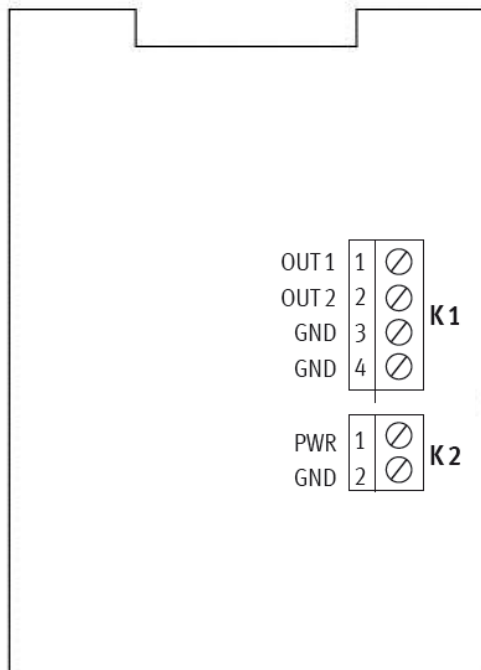 OUT 1 1
OUT 2 2
GND 3
GND 4
K 1
PWR 1
GND 2
K 2